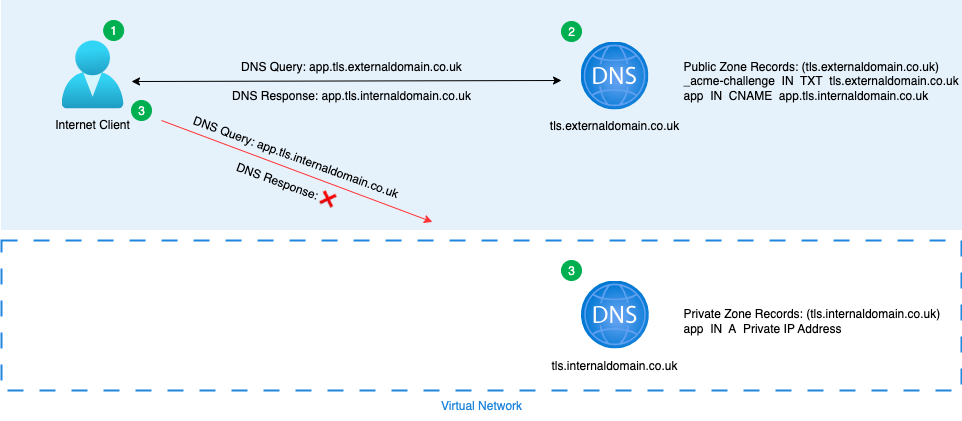 1
2
DNS Query: app.tls.externaldomain.co.uk
DNS
Public Zone Records: (tls.externaldomain.co.uk)
_acme-challenge IN TXT tls.externaldomain.co.uk
DNS Response: app.tls.internaldomain.co.uk
app IN CNAME app.tls.internaldomain.co.uk
3
Internet Client
tls.externaldomain.co.uk
DNS Query: app.tls.internaldomain.co.uk
DNS Response:
3
DNS
Private Zone Records: (tls.internaldomain.co.uk)
app IN A Private IP Address
tls.internaldomain.co.uk
Virtual Network